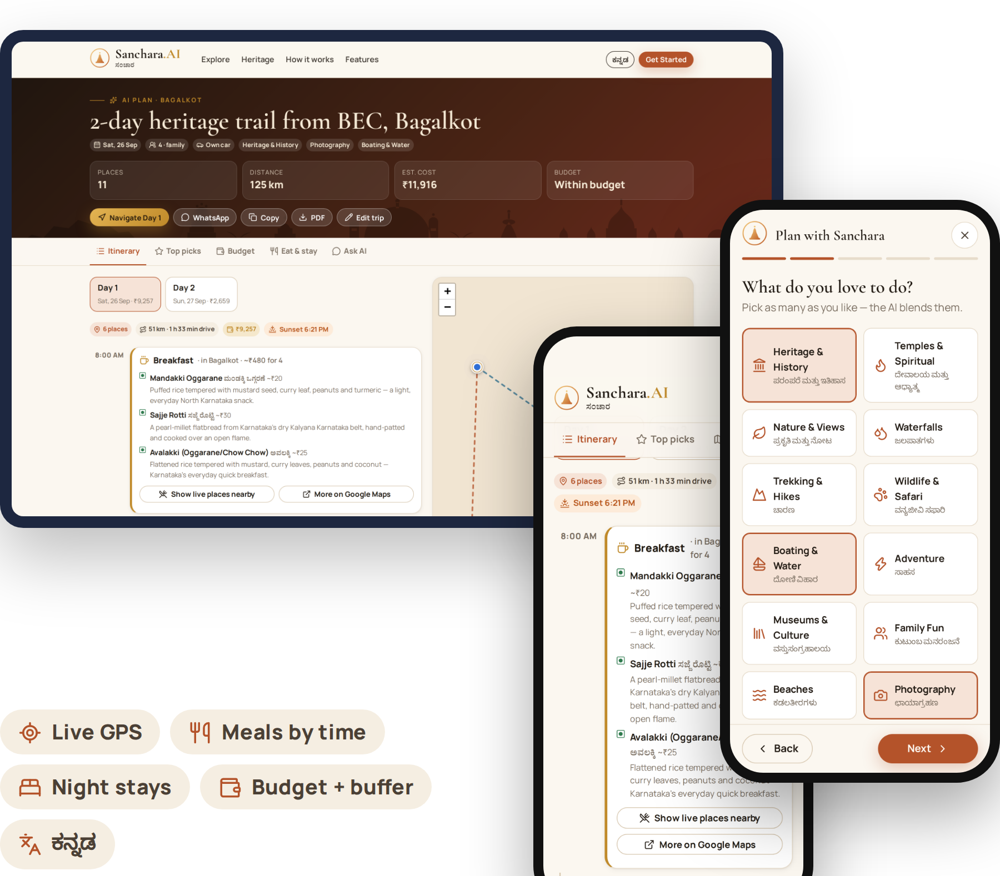 Sanchara.AI
ಸಂಚಾರ
Explore Heritage How it works Features
ಕನ್ನಡ Get Started
AI PLAN · BAGALKOT
2-day heritage trail from BEC, Bagalkot
Sat, 26 Sep 4 · family Own car Heritage & History Photography Boating & Water
PLACES
11
DISTANCE
125 km
EST. COST
₹11,916
BUDGET
Within budget
Navigate Day 1 WhatsApp Copy PDF Edit trip
Itinerary Top picks Budget Eat & stay Ask AI
Day 1
Sat, 26 Sep · ₹9,257
Day 2
Sun, 27 Sep · ₹2,659
6 places 51 km · 1 h 33 min drive ₹9,257 Sunset 6:21 PM
8:00 AM
Breakfast · in Bagalkot · ~₹480 for 4
Mandakki Oggarane ಮಂಡಕ್ಕಿ ಒಗ್ಗರಣೆ ~₹20
Puffed rice tempered with mustard seed, curry leaf, peanuts and turmeric — a light,
everyday North Karnataka snack.
Sajje Rotti ಸಜ್ಜೆ ರೊಟ್ಟಿ ~₹30
A pearl-millet flatbread from Karnataka's dry Kalyana Karnataka belt, hand-patted
and cooked over an open flame.
Avalakki (Oggarane/Chow Chow) ಅವಲಕ್ಕಿ ~₹25
Flattened rice tempered with mustard, curry leaves, peanuts and coconut —
Karnataka's everyday quick breakfast.
Show live places nearby More on Google Maps
+
−
Sanchara.AI
ಸಂಚಾರ
Itinerary Top picks
6 places 51 km · 1 h 33 min drive
Sunset 6:21 PM
8:00 AM
Breakfast · in Bag
for 4
Mandakki Oggarane
~₹20
Puffed rice tempered w
seed, curry leaf, peanu
— a light, everyday Nor
snack.
Sajje Rotti ಸಜ್ಜೆ ರೊಟ್ಟಿ ~₹
A pearl-millet flatbread
Karnataka's dry Kalyan
belt, hand-patted and
open flame.
Avalakki (Oggarane/
ಅವಲಕ್ಕಿ ~₹25
Flattened rice tempered w
curry leaves, peanuts and coconut —
Karnataka's everyday quick breakfast.
Show live places nearby
More on Google Maps
Plan with Sanchara
What do you love to do?
Pick as many as you like — the AI blends them.
Heritage &
History
ಪರಂಪರೆ ಮತ್ತು ಇತಿಹಾಸ
Temples &
Spiritual
ದೇವಾಲಯ ಮತ್ತು
ಆಧ್ಯಾತ್ಮ
Nature & Views
ಪ್ರಕೃತಿ ಮತ್ತು ನೋಟ
Waterfalls
ಜಲಪಾತಗಳು
Trekking &
Hikes
ಚಾರಣ
Wildlife &
Safari
ವನ್ಯಜೀವಿ ಸಫಾರಿ
Boating &
Water
ದೋಣಿ ವಿಹಾರ
Adventure
ಸಾಹಸ
Museums &
Culture
ವಸ್ತುಸಂಗ್ರಹಾಲಯ
Family Fun
ಕುಟುಂಬ ಮನರಂಜನೆ
Beaches
ಕಡಲತೀರಗಳು
Photography
ಛಾಯಾಗ್ರಹಣ
Back Next
Live GPS Meals by time
Night stays Budget + buffer
ಕನ್ನಡ